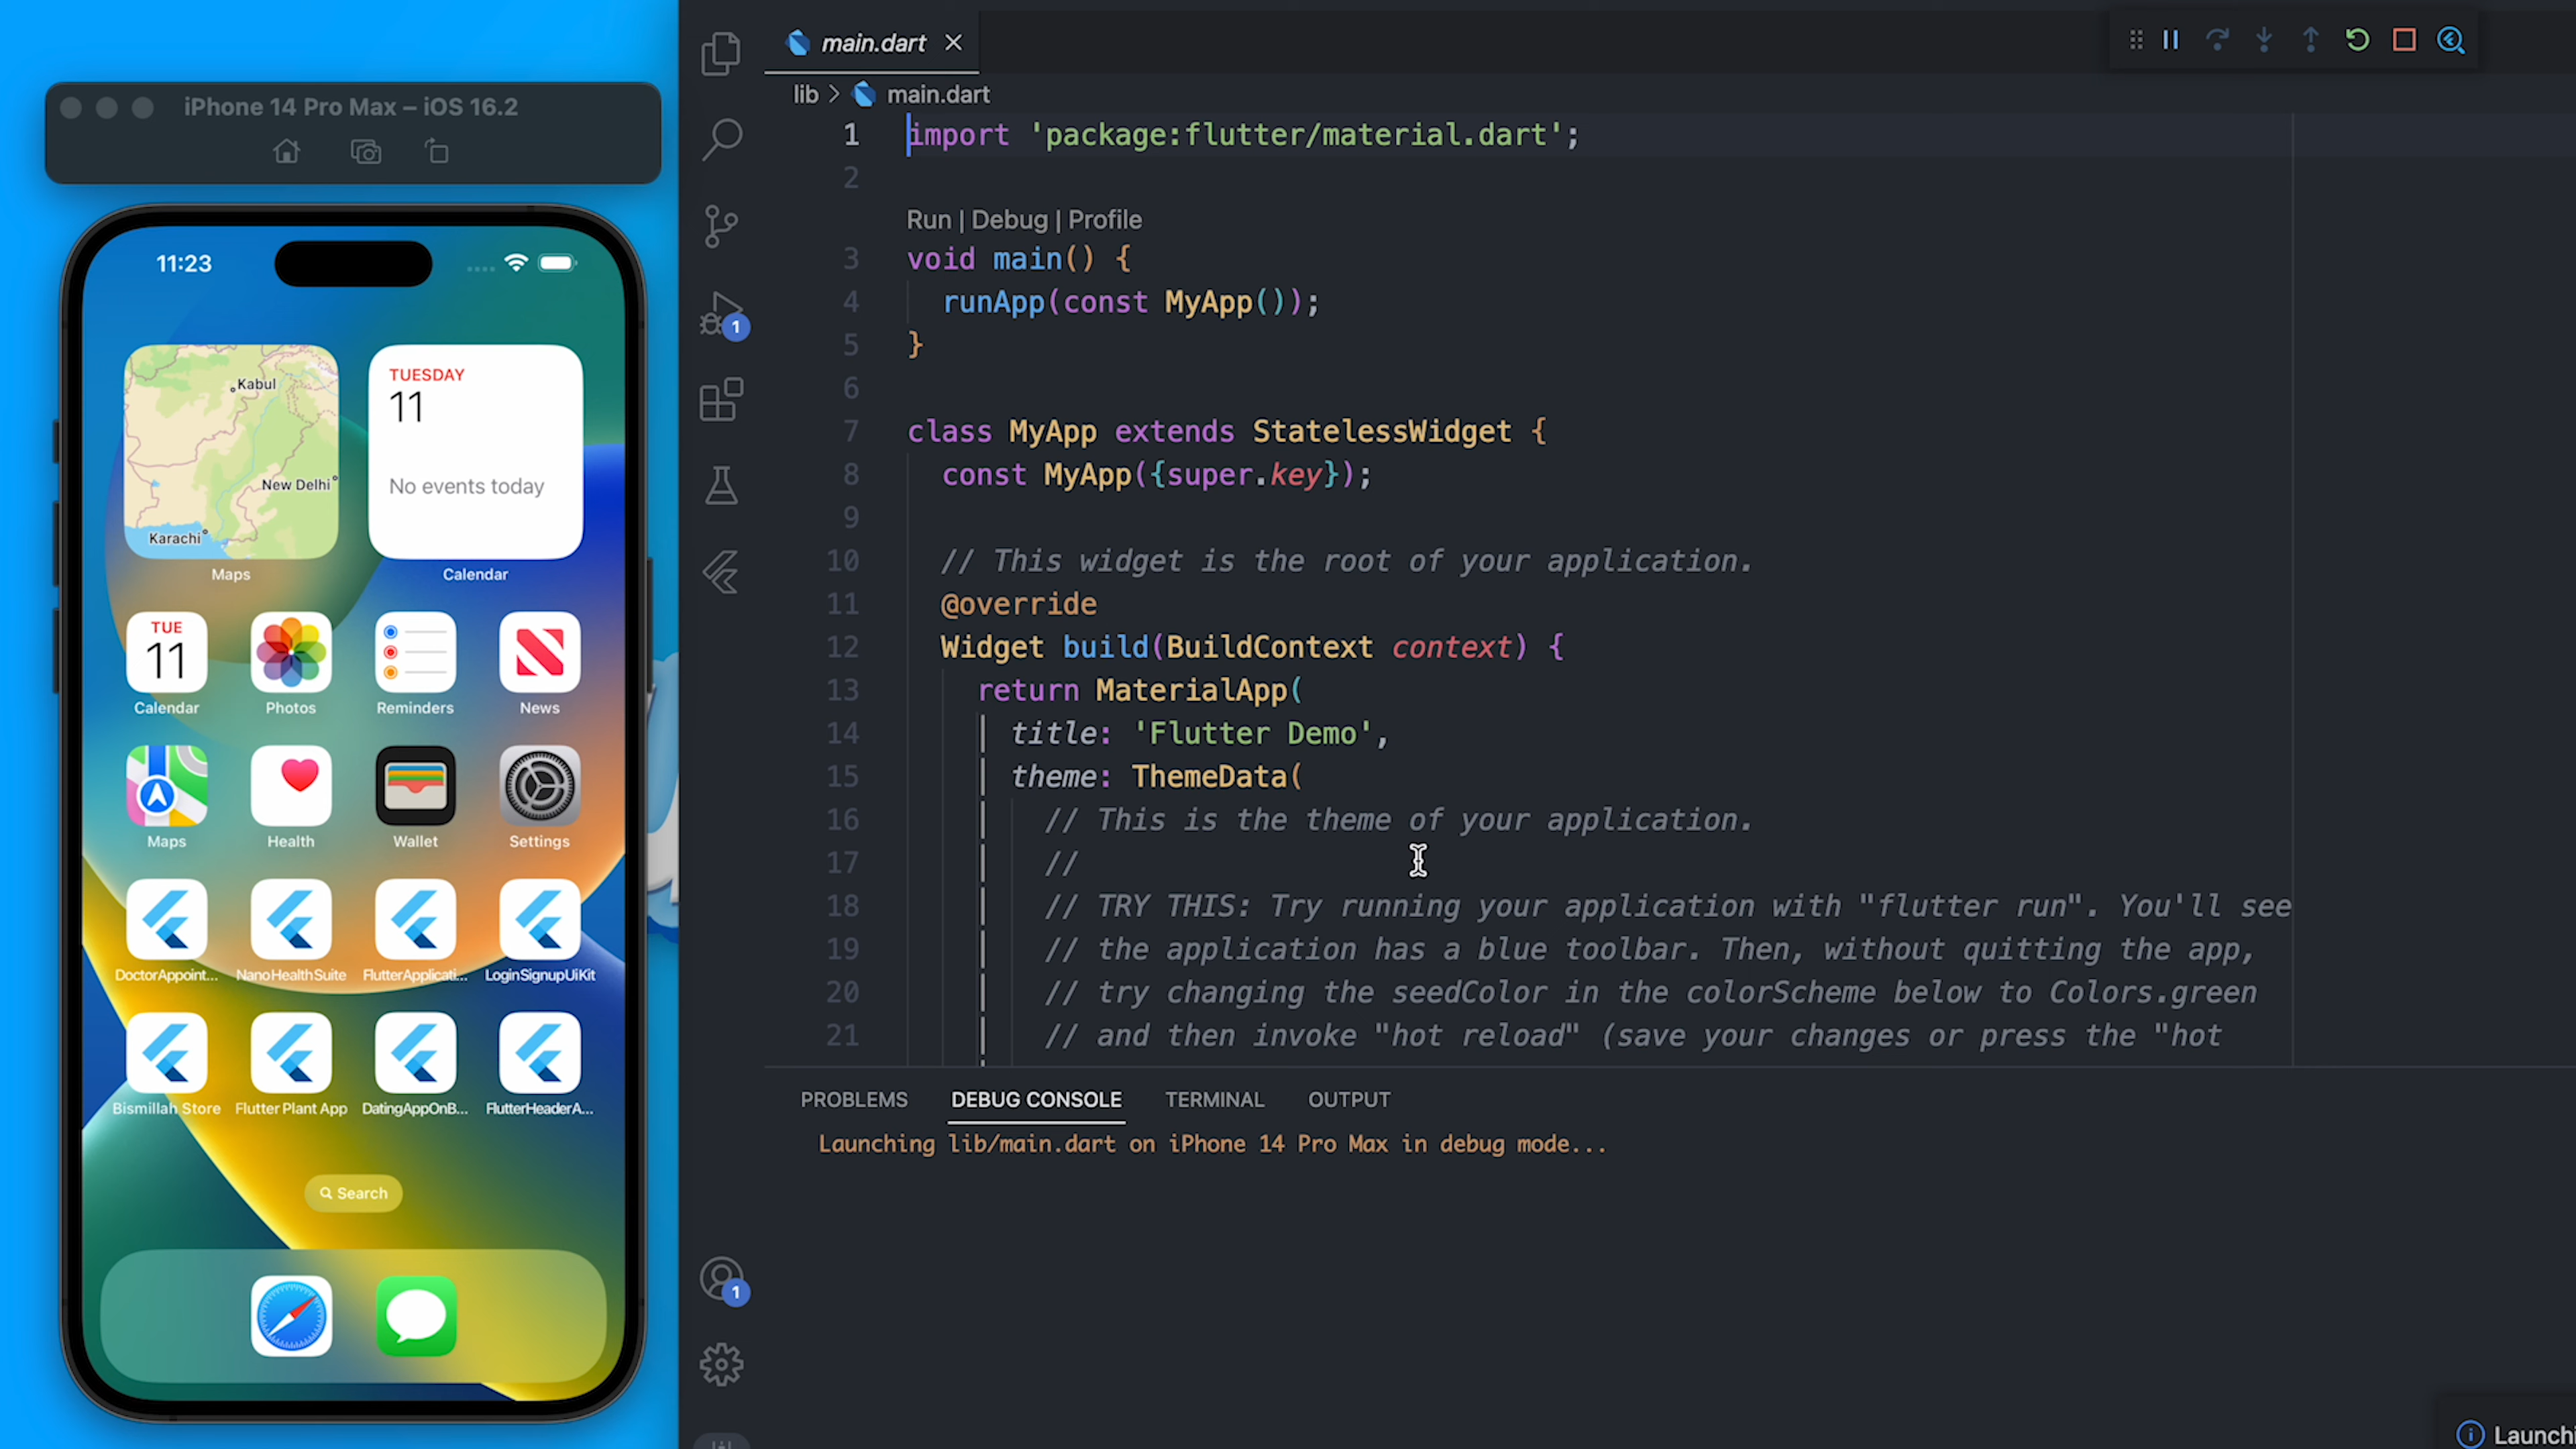 iPhone 14 Pro Max – iOS 16.2
11:23
Kabul
New Delhi
Karachi
Maps
TUESDAY
11
No events today
Calendar
TUE
11
Calendar
Photos
Reminders
News
Maps
Health
Wallet
Settings
DoctorAppoint...
NanoHealthSuite
FlutterApplicati...
LoginSignupUiKit
Bismillah Store
Flutter Plant App
DatingAppOnB...
FlutterHeaderA...
Search
main.dart
lib > main.dart
1 import 'package:flutter/material.dart';
2
Run | Debug | Profile
3 void main() {
4 runApp(const MyApp());
5 }
6
7 class MyApp extends StatelessWidget {
8 const MyApp({super.key});
9
10 // This widget is the root of your application.
11 @override
12 Widget build(BuildContext context) {
13 return MaterialApp(
14 title: 'Flutter Demo',
15 theme: ThemeData(
16 // This is the theme of your application.
17 //
18 // TRY THIS: Try running your application with "flutter run". You'll see
19 // the application has a blue toolbar. Then, without quitting the app,
20 // try changing the seedColor in the colorScheme below to Colors.green
21 // and then invoke "hot reload" (save your changes or press the "hot
1
PROBLEMS DEBUG CONSOLE TERMINAL OUTPUT
Launching lib/main.dart on iPhone 14 Pro Max in debug mode...
1